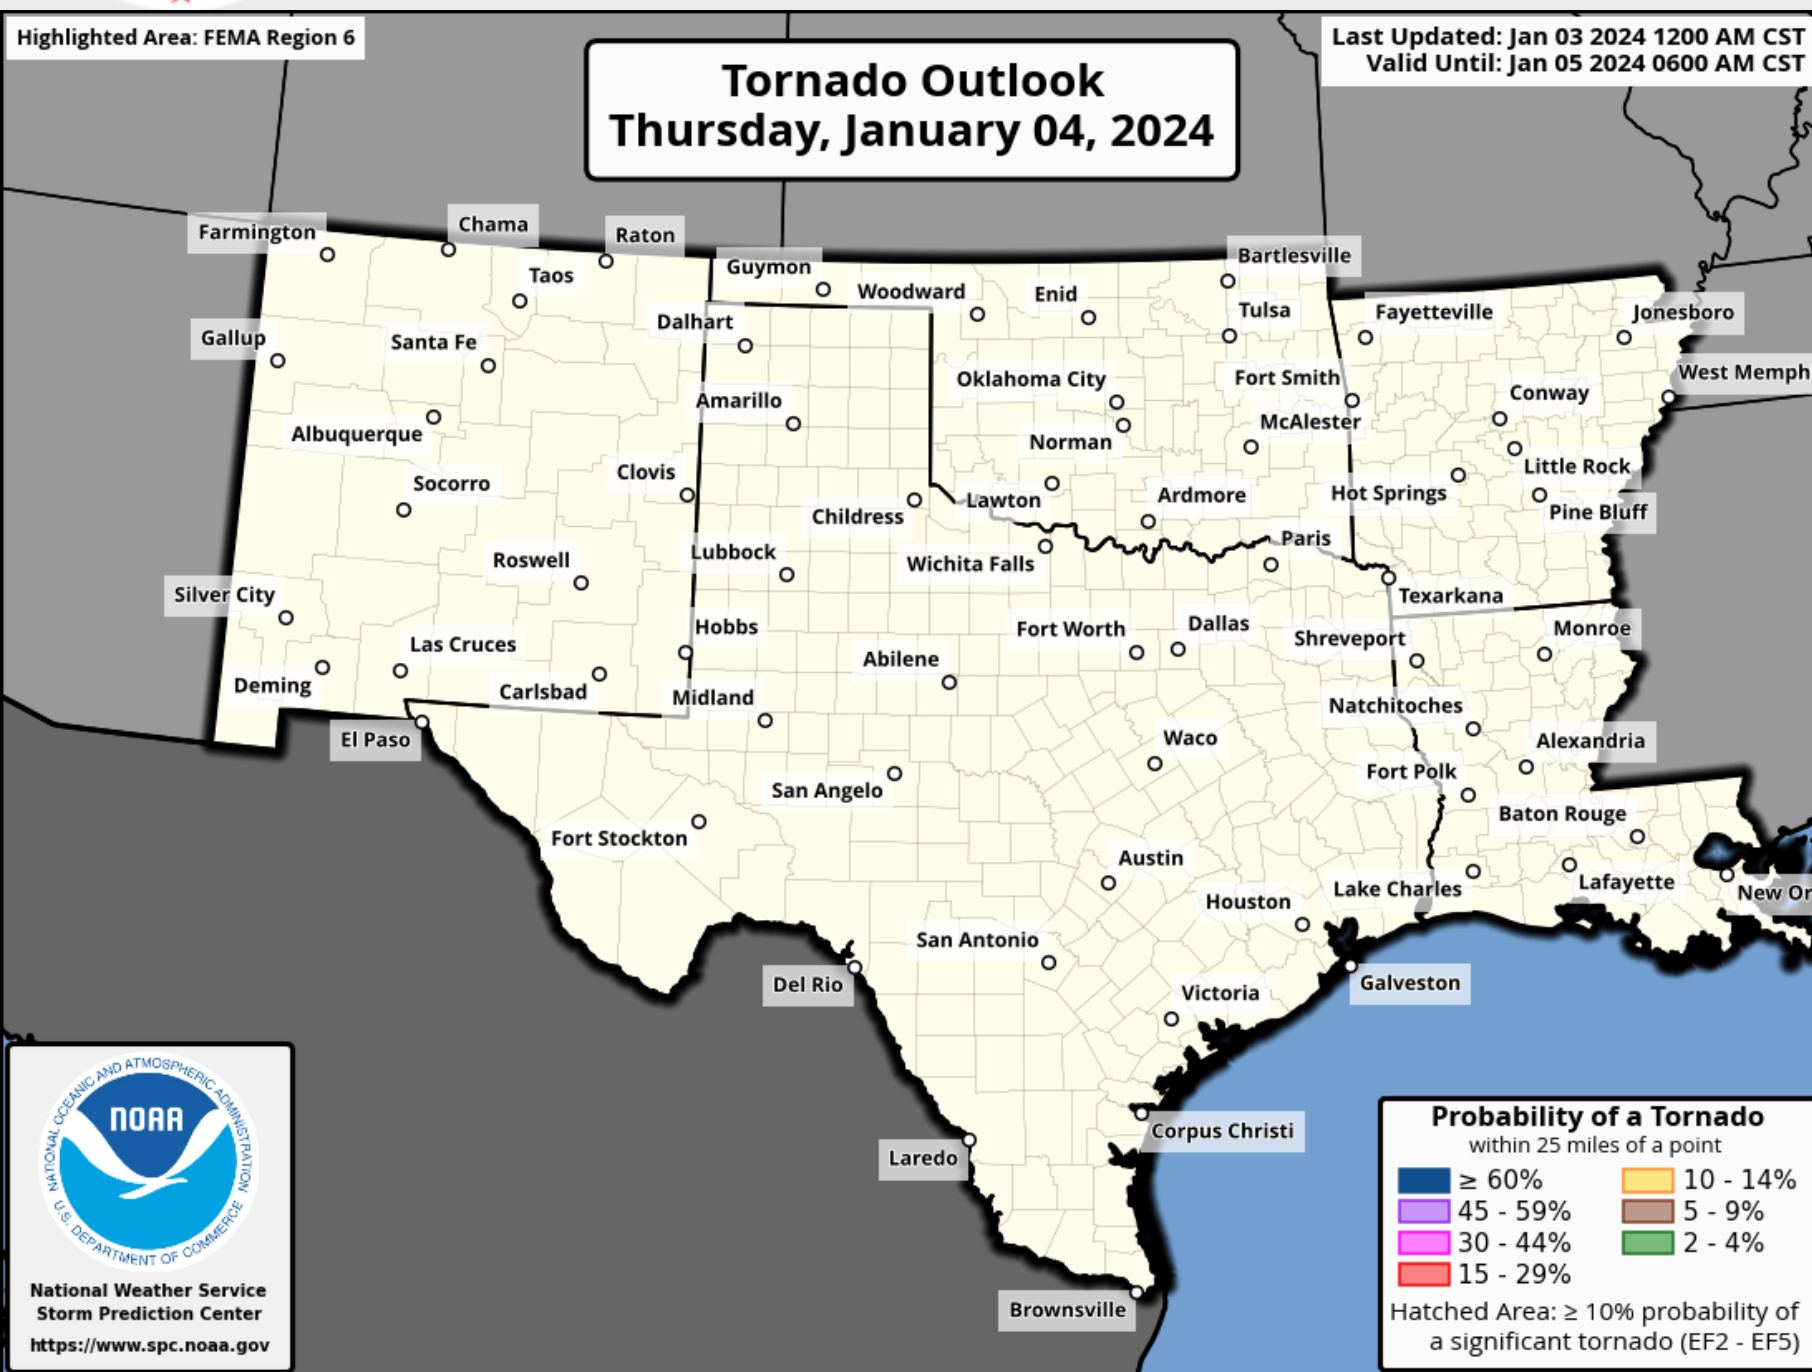 Highlighted Area: FEMA Region 6
Tornado Outlook
Thursday, January 04, 2024
Last Updated: Jan 03 2024 1200 AM CST
Valid Until: Jan 05 2024 0600 AM CST
Farmington
Chama
Raton
Taos
Guymon
Woodward
Enid
Bartlesville
Tulsa
Fayetteville
Jonesboro
Gallup
Santa Fe
Dalhart
Oklahoma City
Fort Smith
Conway
West Memph
Albuquerque
Amarillo
Norman
McAlester
Little Rock
Socorro
Clovis
Childress
Lawton
Ardmore
Hot Springs
Pine Bluff
Roswell
Lubbock
Wichita Falls
Paris
Silver City
Texarkana
Las Cruces
Hobbs
Abilene
Fort Worth
Dallas
Shreveport
Monroe
Deming
Carlsbad
Midland
Natchitoches
El Paso
Waco
Alexandria
San Angelo
Fort Polk
Fort Stockton
Baton Rouge
Austin
Houston
Lake Charles
Lafayette
New Or
San Antonio
Del Rio
Victoria
Galveston
Corpus Christi
Laredo
Brownsville
NATIONAL OCEANIC AND ATMOSPHERIC ADMINISTRATION
NOAA
U.S. DEPARTMENT OF COMMERCE
National Weather Service
Storm Prediction Center
https://www.spc.noaa.gov
Probability of a Tornado
within 25 miles of a point
≥ 60%
45 - 59%
30 - 44%
15 - 29%
10 - 14%
5 - 9%
2 - 4%
Hatched Area: ≥ 10% probability of
a significant tornado (EF2 - EF5)